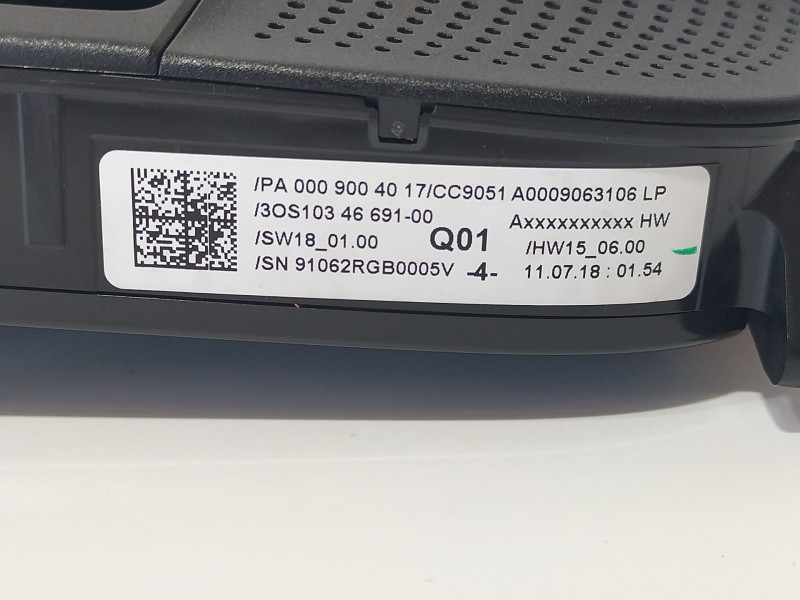 /PA 000 900 40 17/CC9051 A0009063106 LP
/3OS103 46 691-00 Axxxxxxxxxx HW
/SW18_01.00 Q01 /HW15_06.00
/SN 91062RGB0005V -4- 11.07.18 : 01.54